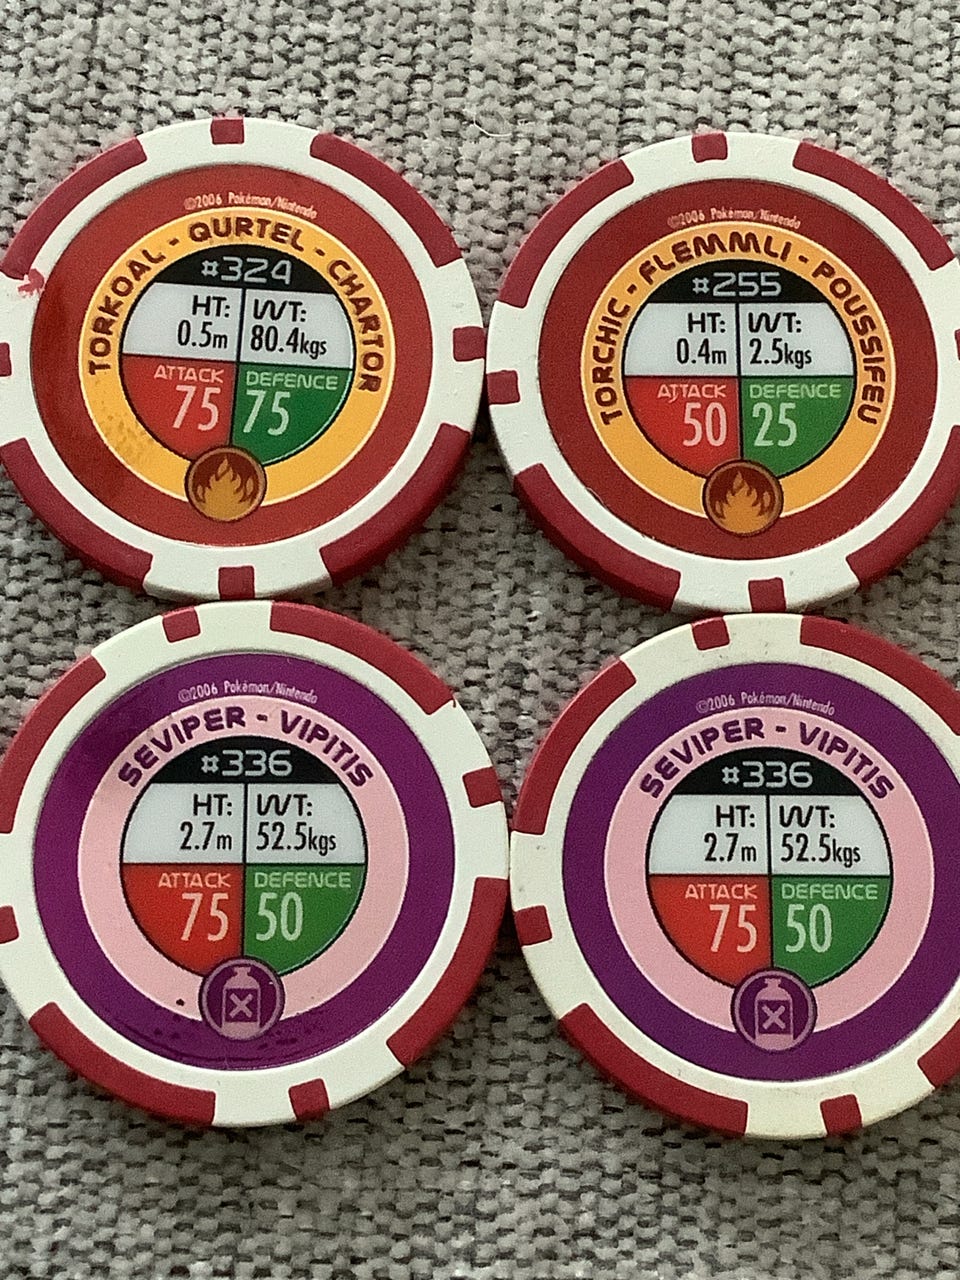 ©2006 Pokémon/Nintendo
TORKOAL - QURTEL - CHARTOR
#324
HT: WT:
0.5m 80.4kgs
ATTACK DEFENCE
75 75
©2006 Pokémon/Nintendo
TORCHIC - FLEMMLI - POUSSIFEU
#255
HT: WT:
0.4m 2.5kgs
ATTACK DEFENCE
50 25
©2006 Pokémon/Nintendo
SEVIPER - VIPITIS
#336
HT: WT:
2.7m 52.5kgs
ATTACK DEFENCE
75 50
©2006 Pokémon/Nintendo
SEVIPER - VIPITIS
#336
HT: WT:
2.7m 52.5kgs
ATTACK DEFENCE
75 50